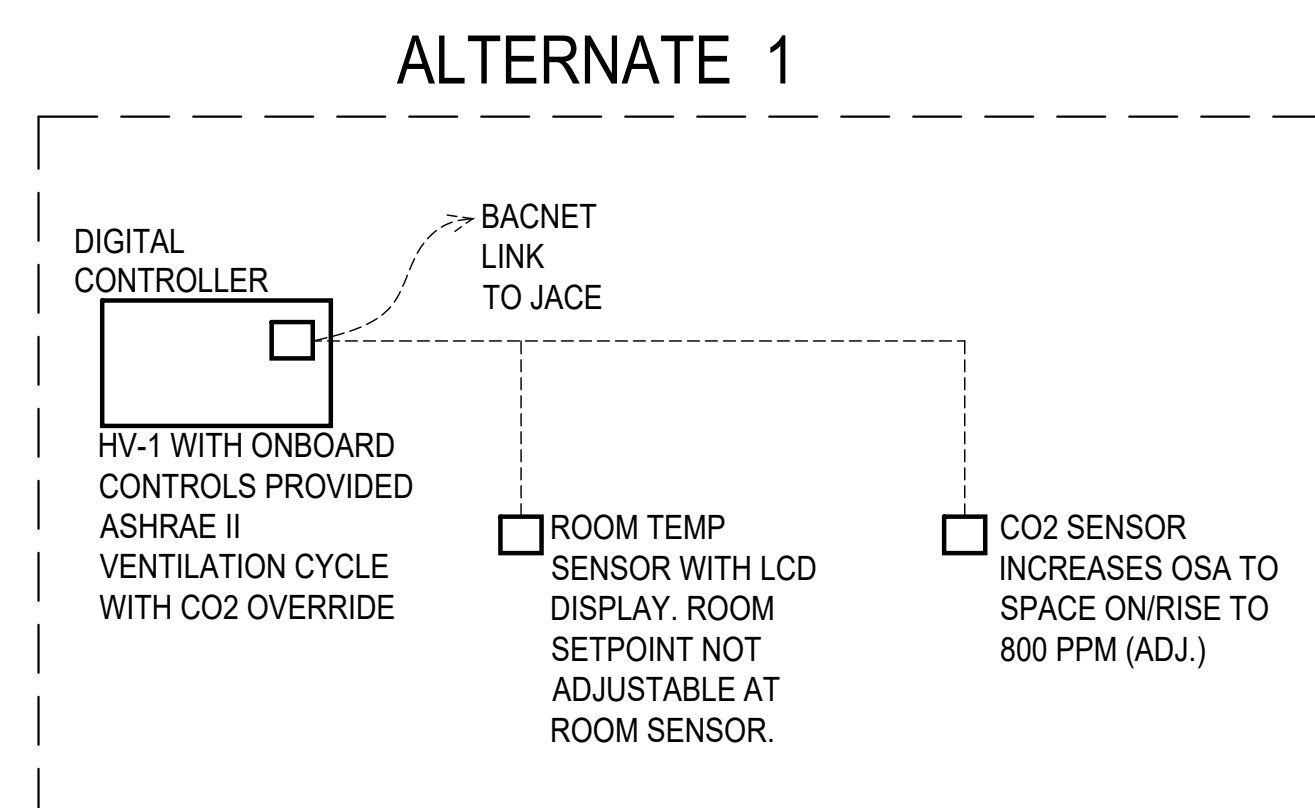 ALTERNATE 1
BACNET
LINK
TO JACE
DIGITAL
CONTROLLER
HV-1 WITH ONBOARD
CONTROLS PROVIDED
ASHRAE II
VENTILATION CYCLE
WITH CO2 OVERRIDE
ROOM TEMP
SENSOR WITH LCD
DISPLAY. ROOM
SETPOINT NOT
ADJUSTABLE AT
ROOM SENSOR.
CO2 SENSOR
INCREASES OSA TO
SPACE ON/RISE TO
800 PPM (ADJ.)